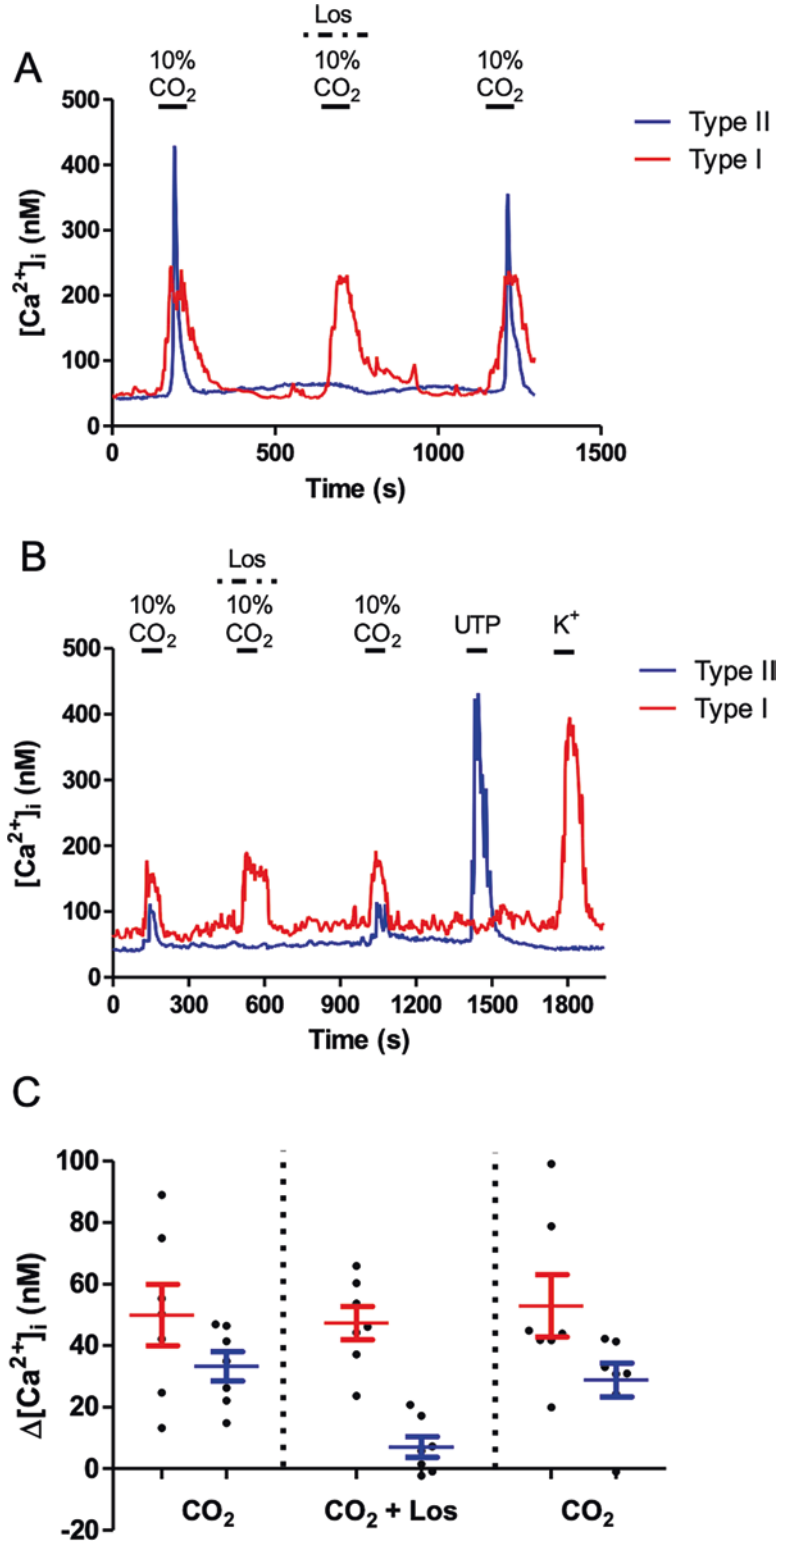 Los
A
10% 10% 10%
CO₂ CO₂ CO₂
500
Type II
400
Type I
300
200
100
0
[Ca²⁺]ᵢ (nM)
0 500 1000 1500
Time (s)
B
Los
10% 10% 10%
CO₂ CO₂ CO₂ UTP K⁺
500
Type II
400
Type I
300
200
100
0
[Ca²⁺]ᵢ (nM)
0 300 600 900 1200 1500 1800
Time (s)
C
100
80
60
40
20
0
-20
Δ[Ca²⁺]ᵢ (nM)
CO₂ CO₂ + Los CO₂